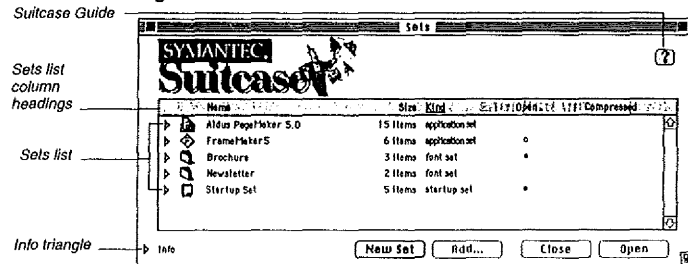 Suitcase Guide
Sets
SYMANTEC.
Suitcase
?
Sets list
column
headings
Name Size Kind Opened Compressed
Aldus PageMaker 5.0 15 Items application set
FrameMaker5 6 Items application set
Sets list
Brochure 3 Items font set
Newsletter 2 Items font set
Startup Set 5 Items startup set
Info triangle
Info
New Set Add... Close Open